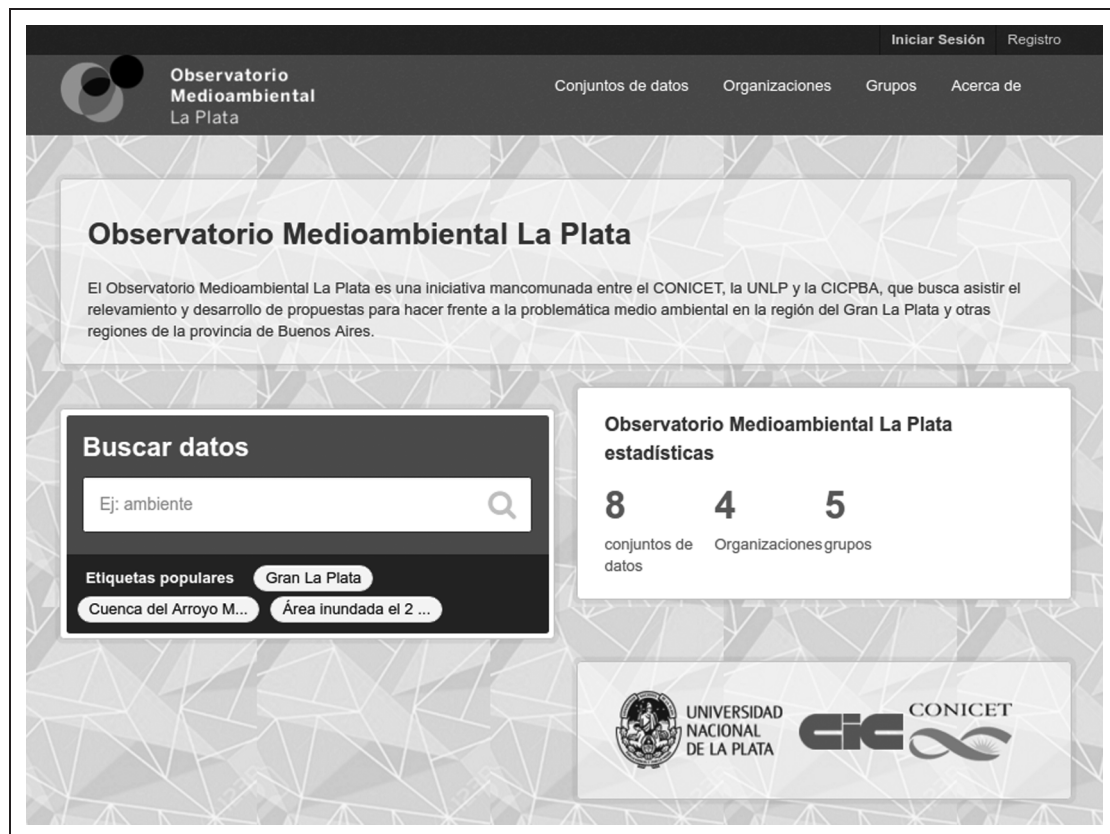 Iniciar Sesión Registro
Observatorio
Medioambiental
La Plata
Conjuntos de datos Organizaciones Grupos Acerca de
Observatorio Medioambiental La Plata
El Observatorio Medioambiental La Plata es una iniciativa mancomunada entre el CONICET, la UNLP y la CICPBA, que busca asistir el
relevamiento y desarrollo de propuestas para hacer frente a la problemática medio ambiental en la región del Gran La Plata y otras
regiones de la provincia de Buenos Aires.
Buscar datos
Ej: ambiente
Etiquetas populares Gran La Plata
Cuenca del Arroyo M... Área inundada el 2 ...
Observatorio Medioambiental La Plata
estadísticas
8 4 5
conjuntos de Organizaciones grupos
datos
UNIVERSIDAD
NACIONAL
DE LA PLATA
CIC
CONICET